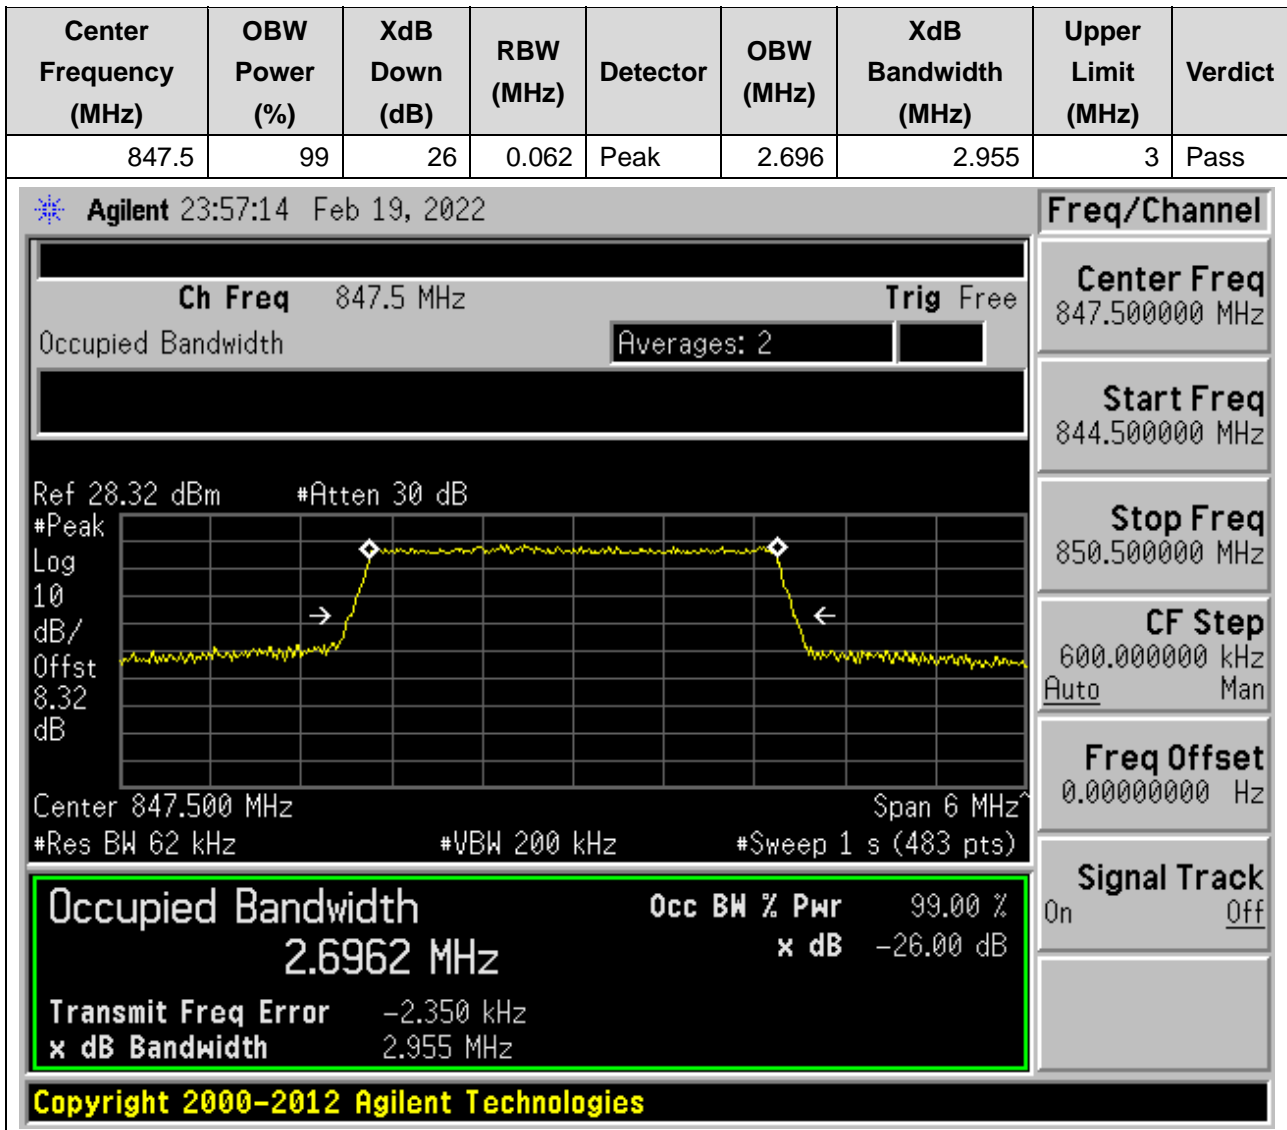 Center Frequency (MHz) OBW Power (%) XdB Down (dB) RBW (MHz) Detector OBW (MHz) XdB Bandwidth (MHz) Upper Limit (MHz) Verdict
847.5 99 26 0.062 Peak 2.696 2.955 3 Pass
Agilent 23:57:14 Feb 19, 2022
Ch Freq 847.5 MHz Trig Free
Occupied Bandwidth Averages: 2
Ref 28.32 dBm #Atten 30 dB
#Peak
Log
10
dB/
Offst
8.32
dB
Center 847.500 MHz Span 6 MHz^
#Res BW 62 kHz #VBW 200 kHz #Sweep 1 s (483 pts)
Occupied Bandwidth Occ BW % Pwr 99.00 %
2.6962 MHz x dB -26.00 dB
Transmit Freq Error -2.350 kHz
x dB Bandwidth 2.955 MHz
Copyright 2000-2012 Agilent Technologies
Freq/Channel
Center Freq
847.500000 MHz
Start Freq
844.500000 MHz
Stop Freq
850.500000 MHz
CF Step
600.000000 kHz
Auto Man
Freq Offset
0.00000000 Hz
Signal Track
On Off